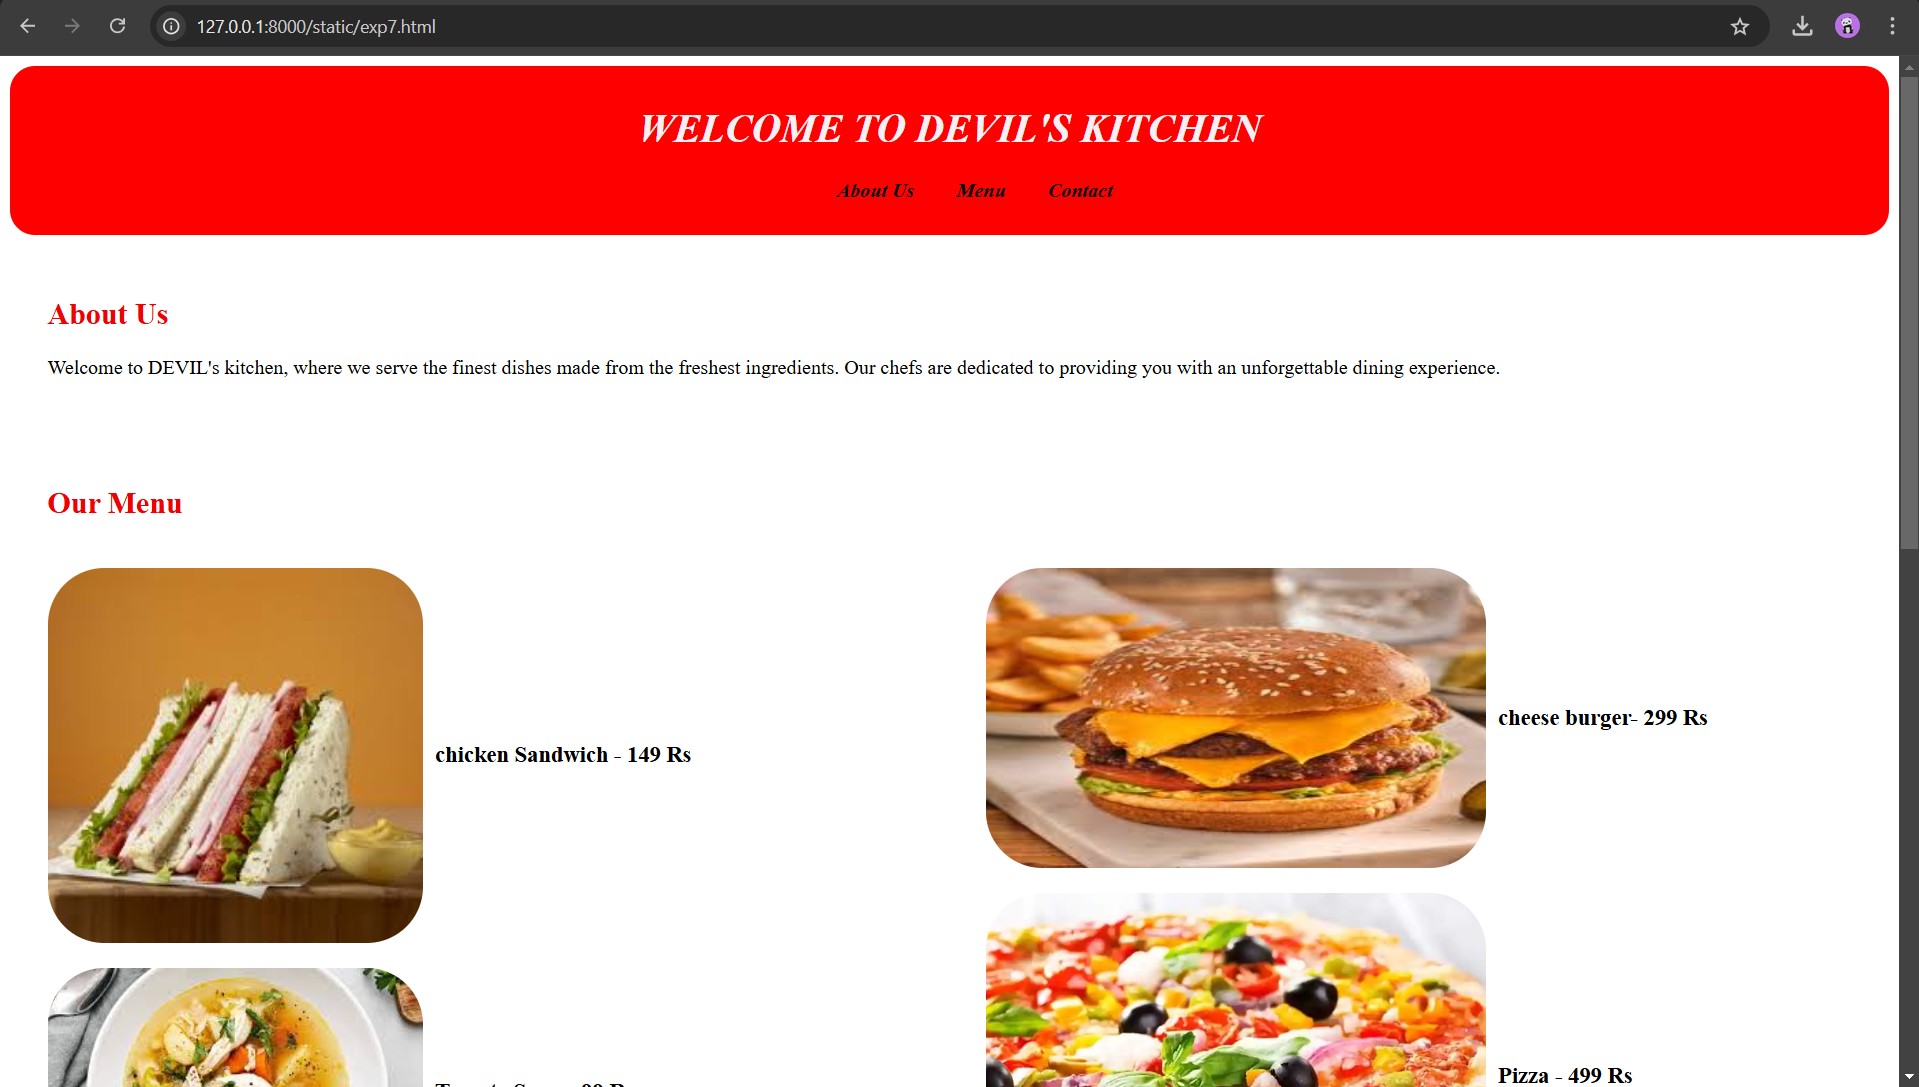 127.0.0.1:8000/static/exp7.html
WELCOME TO DEVIL'S KITCHEN
About Us Menu Contact
About Us
Welcome to DEVIL's kitchen, where we serve the finest dishes made from the freshest ingredients. Our chefs are dedicated to providing you with an unforgettable dining experience.
Our Menu
chicken Sandwich - 149 Rs
cheese burger- 299 Rs
Pizza - 499 Rs